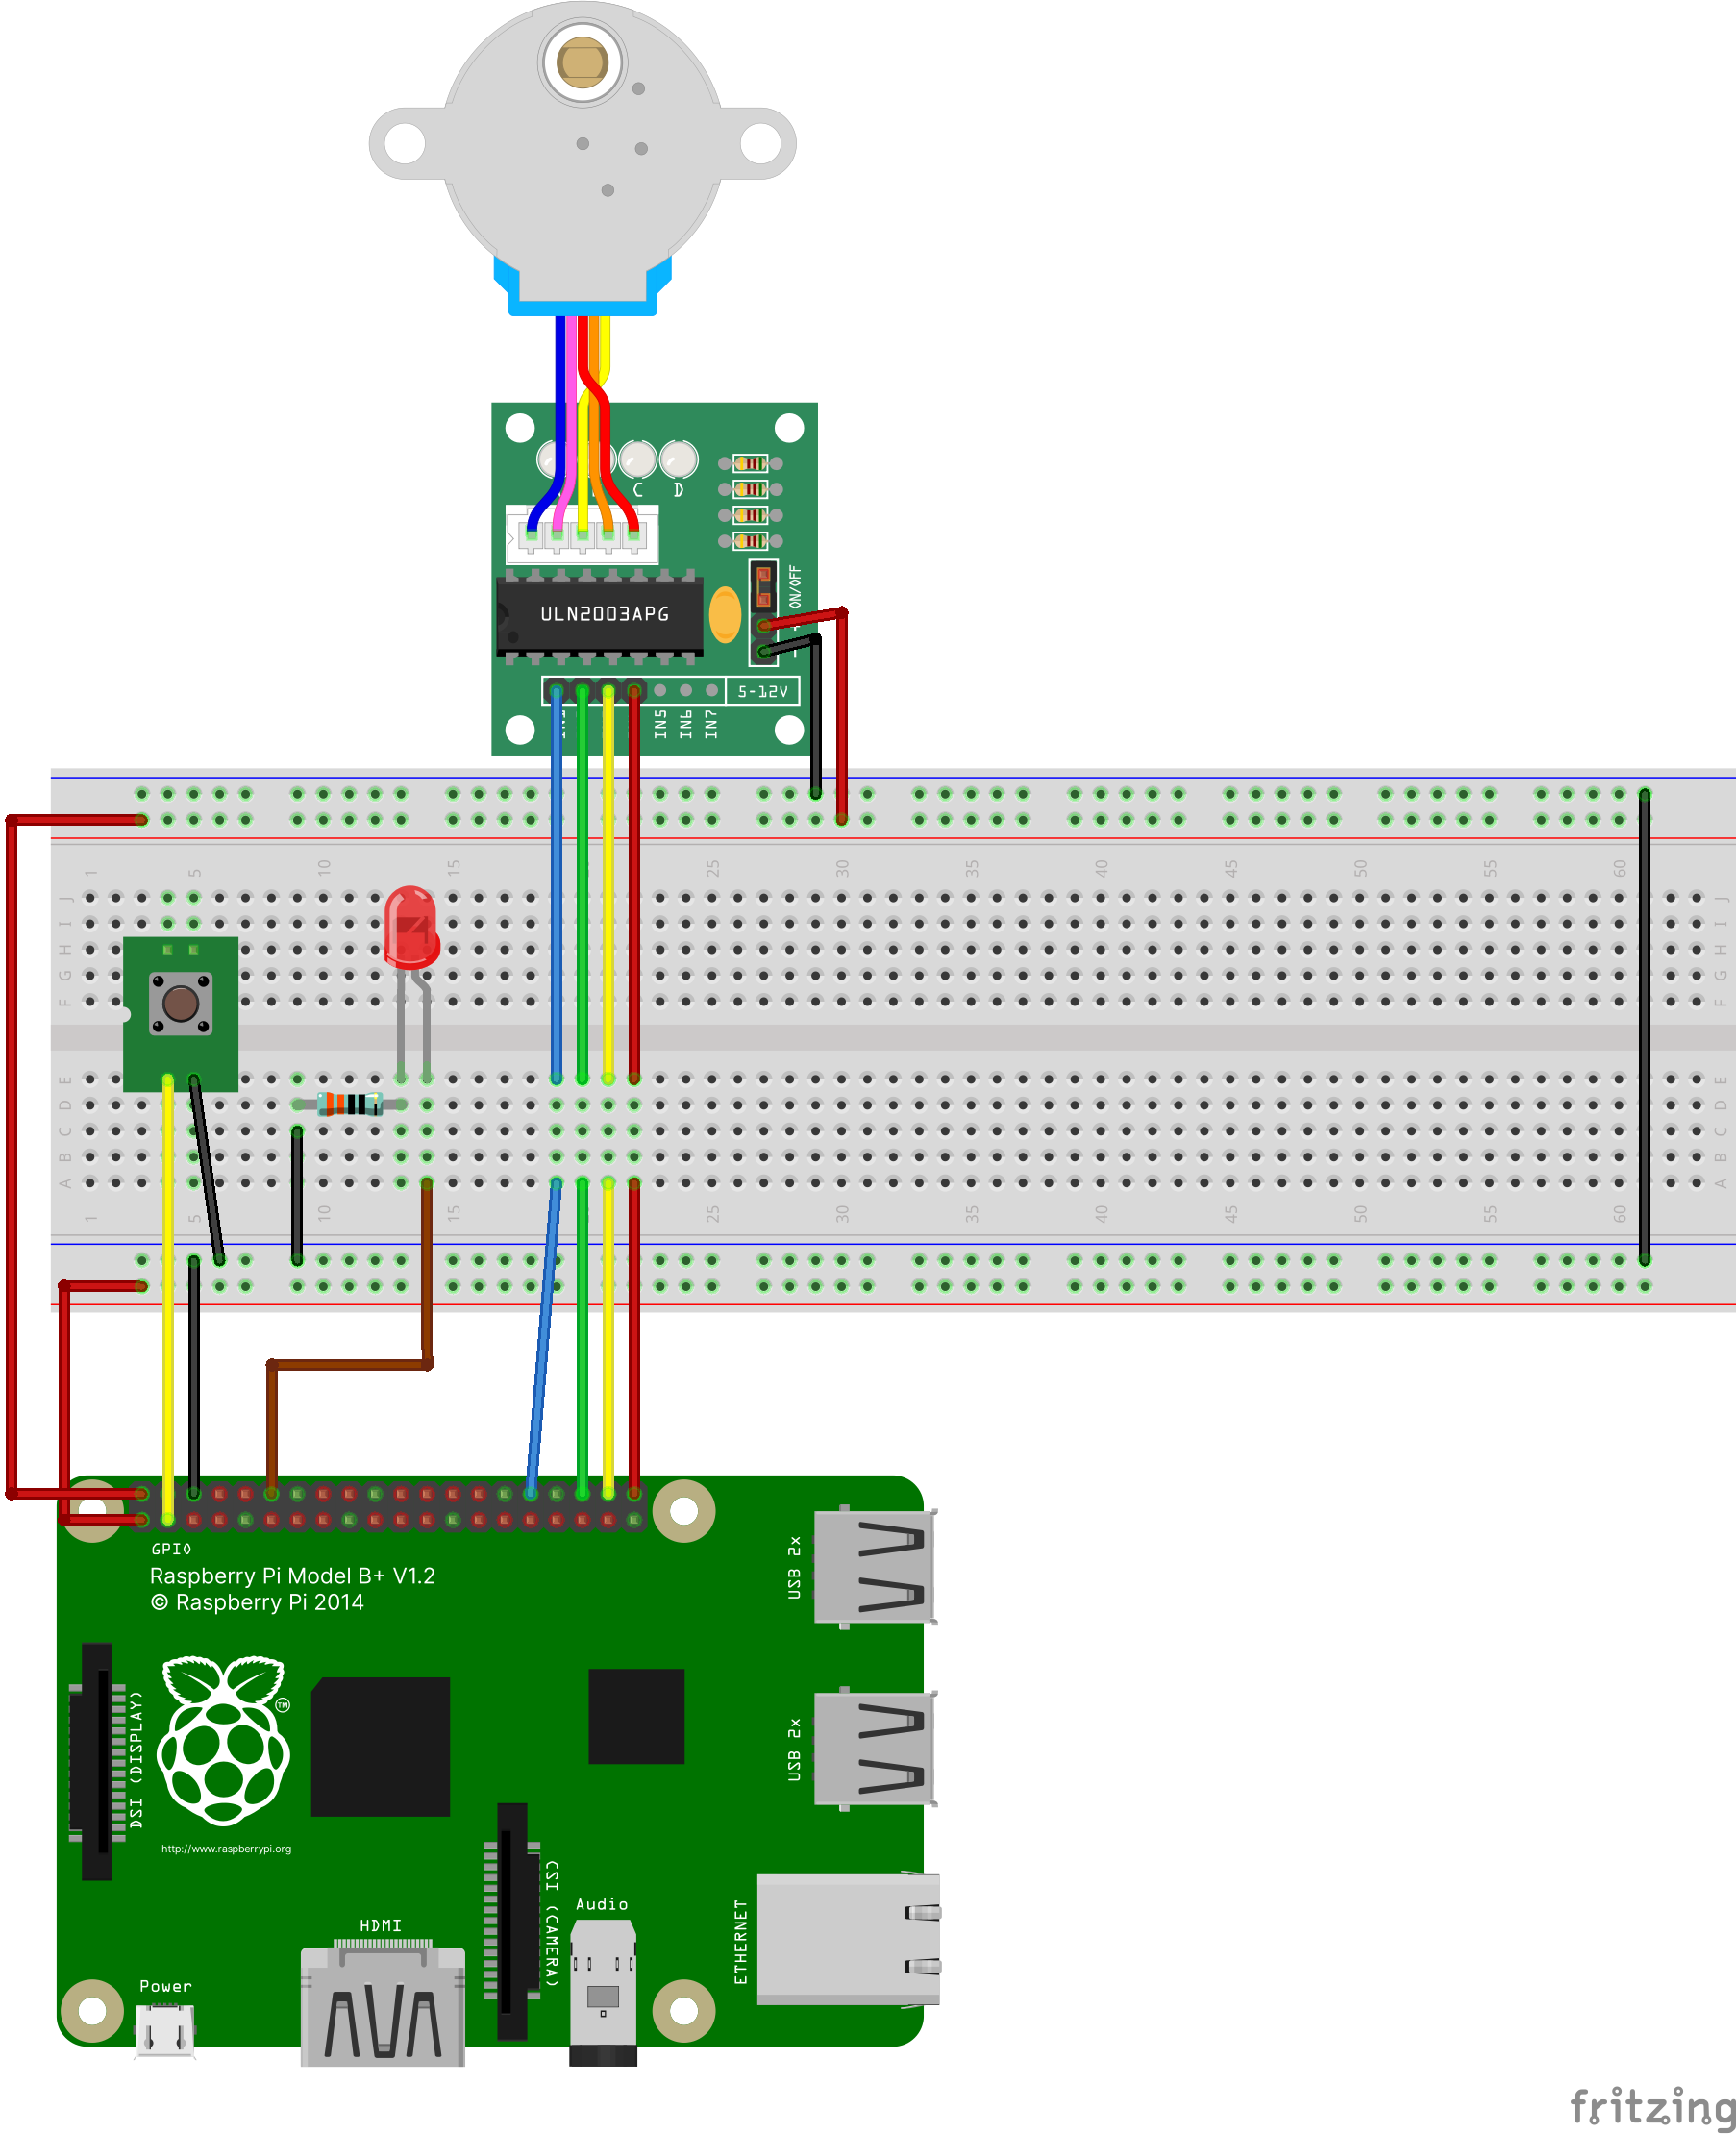 C D
ON/OFF
- +
ULN2003APG
5-12V
IN5 IN6 IN7
1 5 10 15 25 30 35 40 45 50 55 60
J J
I I
H H
G G
F F
E E
D D
C C
B B
A A
1 5 10 15 25 30 35 40 45 50 55 60
GPIO
Raspberry Pi Model B+ V1.2
© Raspberry Pi 2014
USB 2x
TM
DSI (DISPLAY)
USB 2x
http://www.raspberrypi.org
CSI (CAMERA)
Audio
ETHERNET
HDMI
Power
fritzing